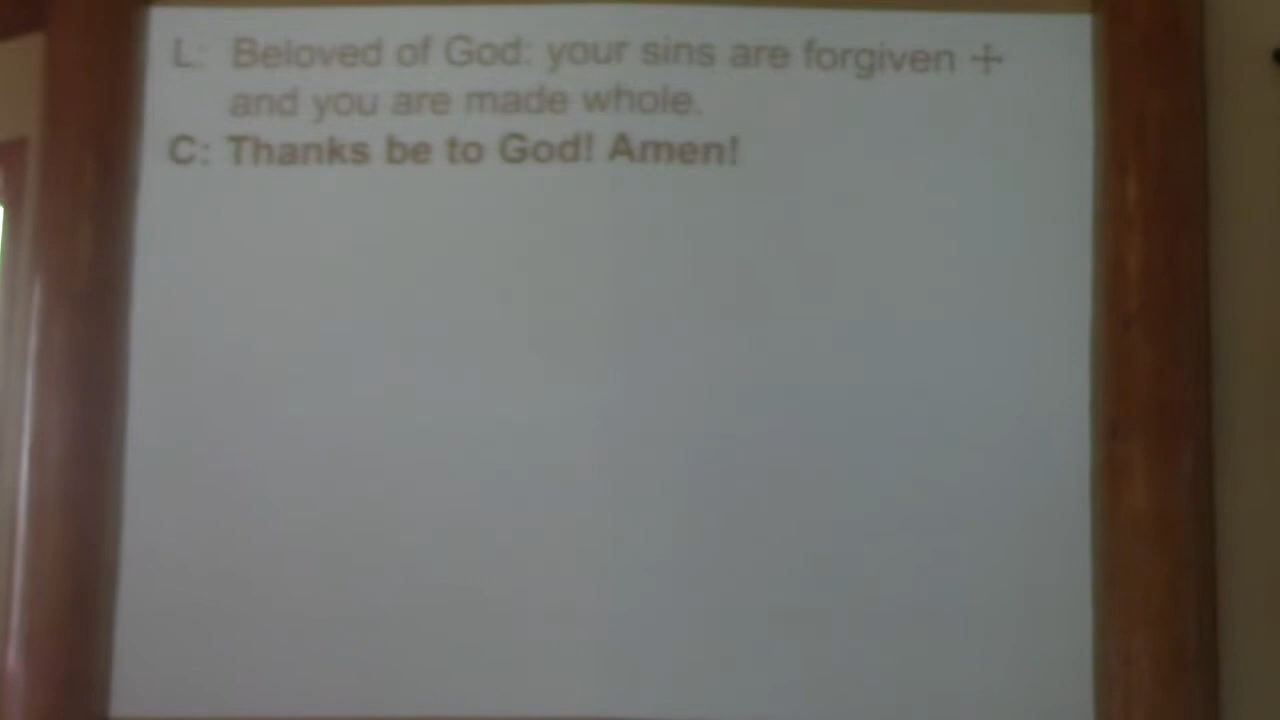 L: Beloved of God: your sins are forgiven +
and you are made whole.
C: Thanks be to God! Amen!